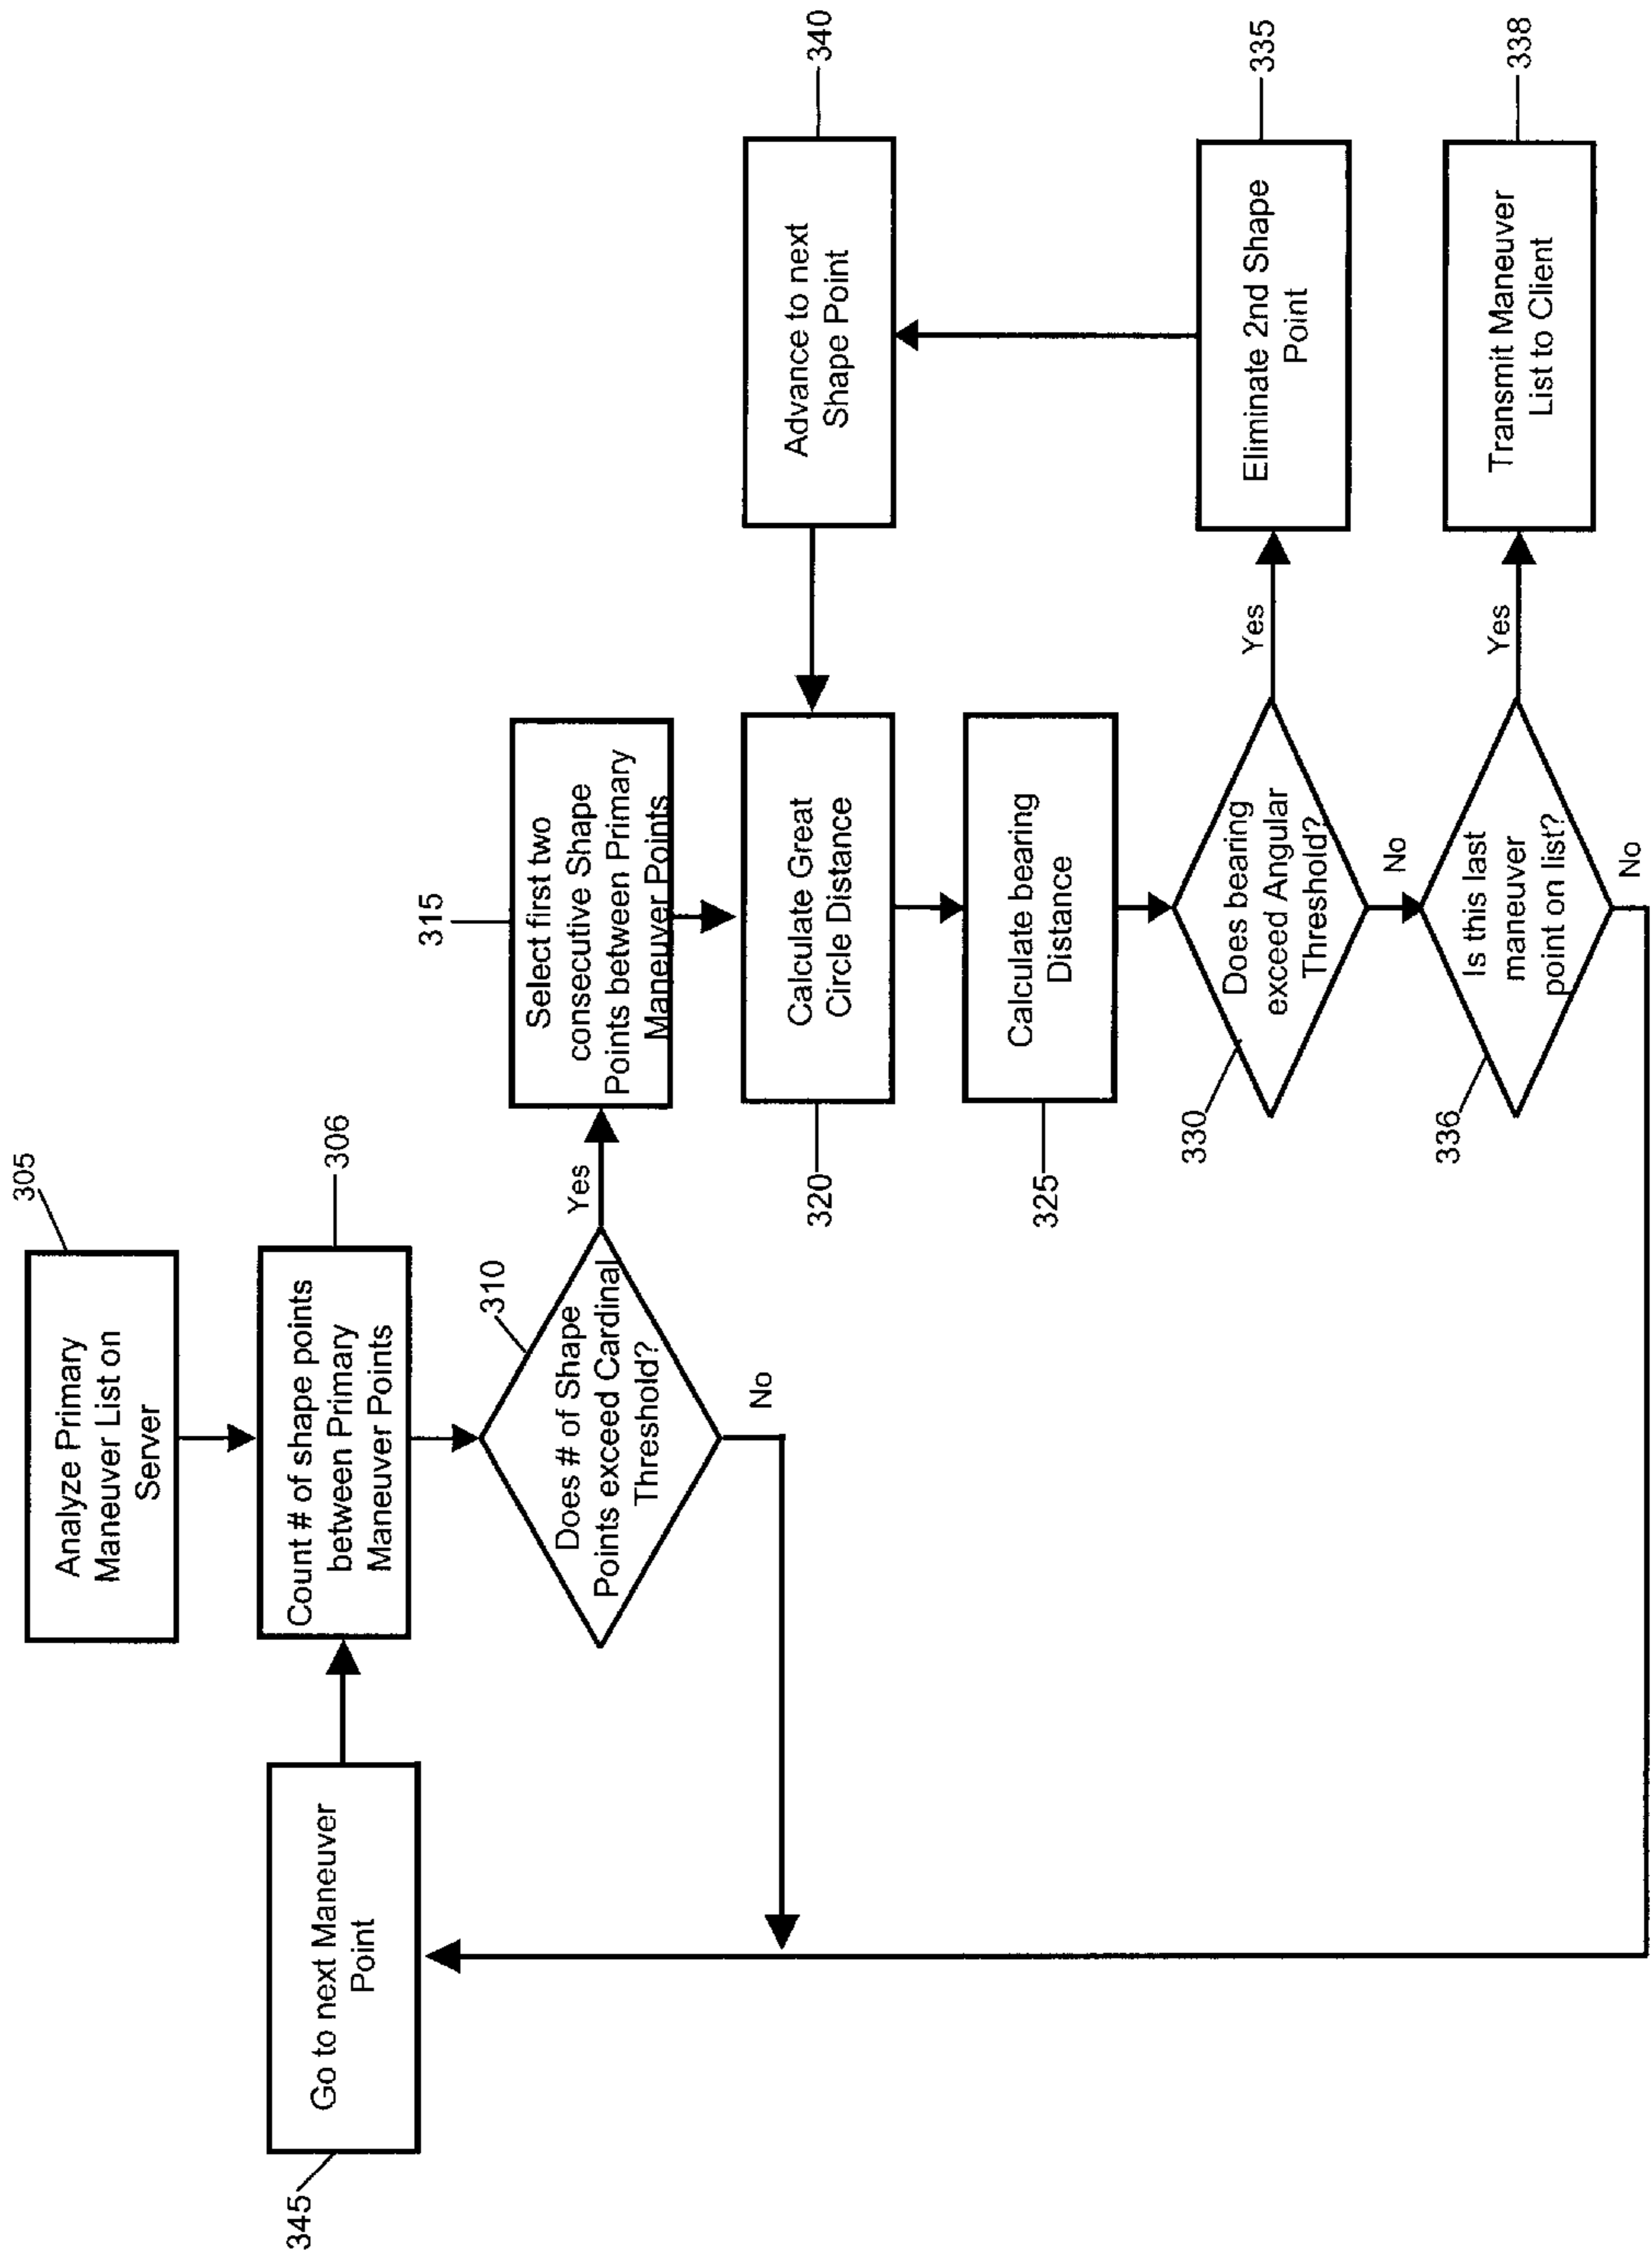 305
Analyze Primary
Maneuver List on
Server
345
Go to next Maneuver
Point
Count # of shape points
between Primary
Maneuver Points
306
310
Does # of Shape
Points exceed Cardinal
Threshold?
Yes
No
315
Select first two
consecutive Shape
Points between Primary
Maneuver Points
320
Calculate Great
Circle Distance
Advance to next
Shape Point
340
325
Calculate bearing
Distance
330
Does bearing
exceed Angular
Threshold?
Yes
No
Eliminate 2nd Shape
Point
335
336
Is this last
maneuver
point on list?
Yes
No
Transmit Maneuver
List to Client
338